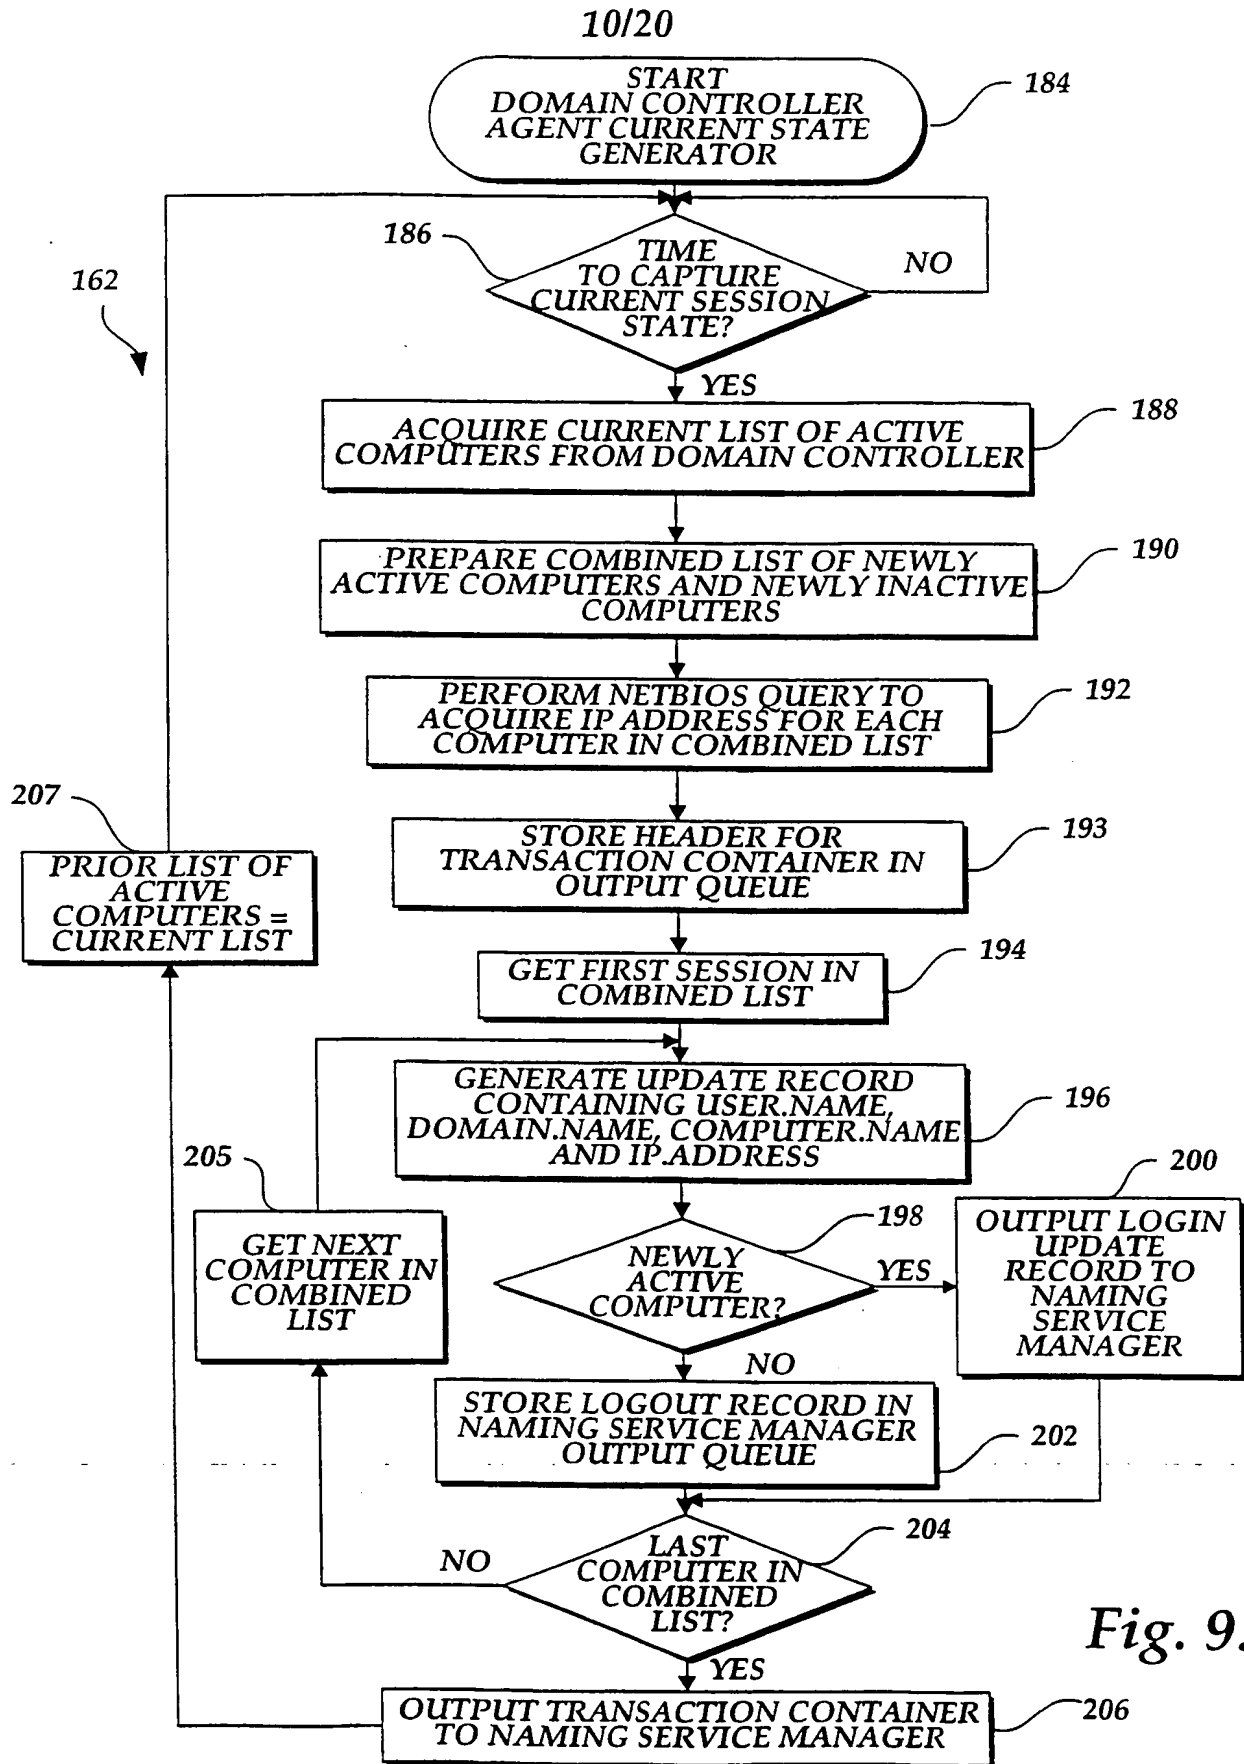 10/20
START
DOMAIN CONTROLLER
AGENT CURRENT STATE
GENERATOR
184
186
TIME
TO CAPTURE
CURRENT SESSION
STATE?
NO
162
YES
ACQUIRE CURRENT LIST OF ACTIVE
COMPUTERS FROM DOMAIN CONTROLLER
188
PREPARE COMBINED LIST OF NEWLY
ACTIVE COMPUTERS AND NEWLY INACTIVE
COMPUTERS
190
PERFORM NETBIOS QUERY TO
ACQUIRE IP ADDRESS FOR EACH
COMPUTER IN COMBINED LIST
192
207
PRIOR LIST OF
ACTIVE
COMPUTERS =
CURRENT LIST
STORE HEADER FOR
TRANSACTION CONTAINER IN
OUTPUT QUEUE
193
GET FIRST SESSION IN
COMBINED LIST
194
GENERATE UPDATE RECORD
CONTAINING USER.NAME,
DOMAIN.NAME, COMPUTER.NAME
AND IP.ADDRESS
196
205
GET NEXT
COMPUTER IN
COMBINED
LIST
198
NEWLY
ACTIVE
COMPUTER?
YES
200
OUTPUT LOGIN
UPDATE
RECORD TO
NAMING
SERVICE
MANAGER
NO
STORE LOGOUT RECORD IN
NAMING SERVICE MANAGER
OUTPUT QUEUE
202
204
LAST
COMPUTER IN
COMBINED
LIST?
NO
YES
OUTPUT TRANSACTION CONTAINER
TO NAMING SERVICE MANAGER
206
Fig. 9.